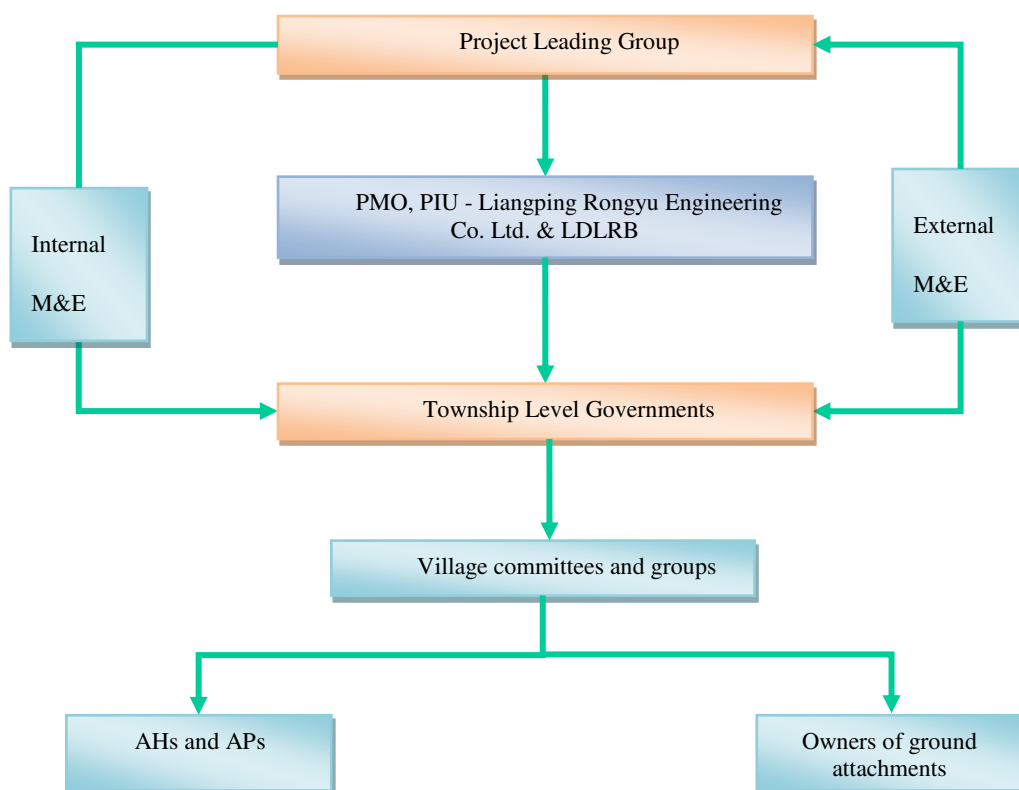 Project Leading Group
PMO, PIU - Liangping Rongyu Engineering
Co. Ltd. & LDLRB
Internal
M&E
External
M&E
Township Level Governments
Village committees and groups
AHs and APs
Owners of ground
attachments